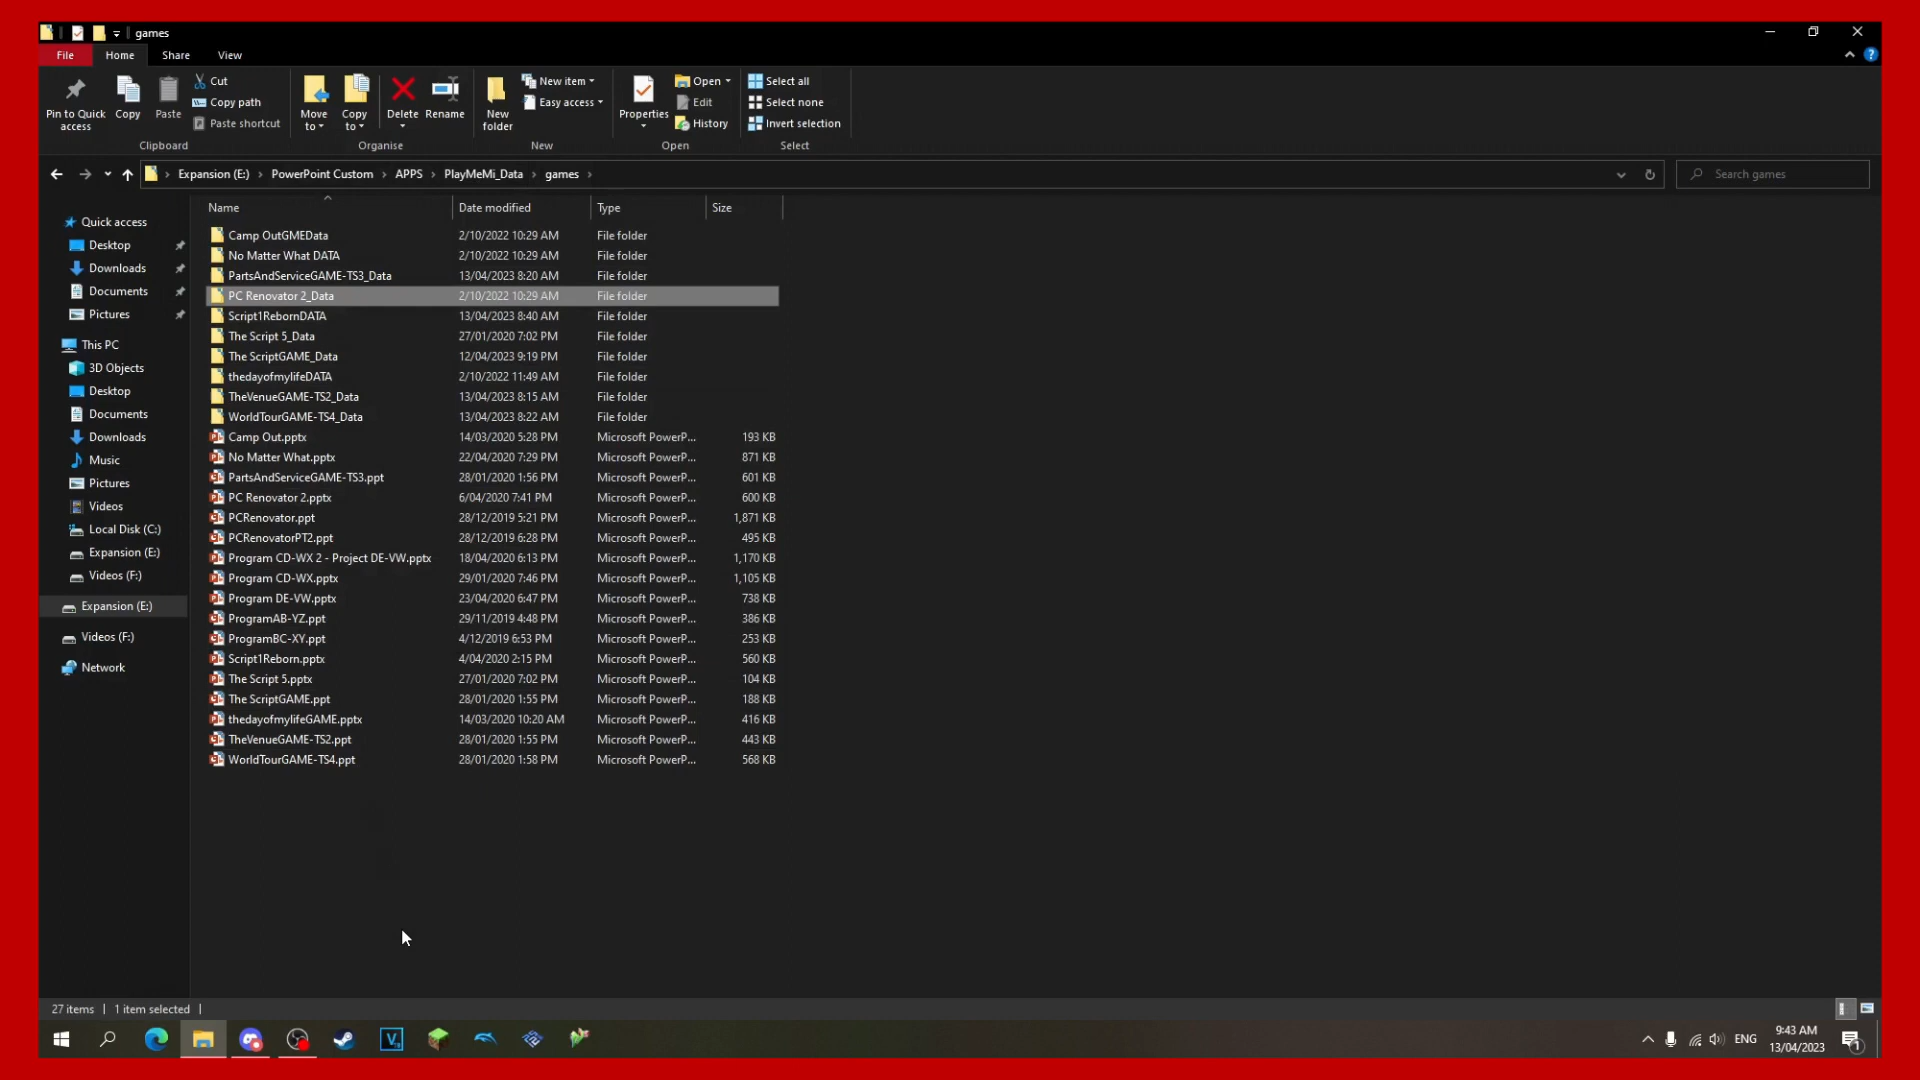 games
File Home Share View
Pin to Quick access
Copy
Paste
Cut
Copy path
Paste shortcut
Clipboard
Move to
Copy to
Delete
Rename
Organise
New folder
New item
Easy access
New
Properties
Open
Edit
History
Open
Select all
Select none
Invert selection
Select
Expansion (E:) › PowerPoint Custom › APPS › PlayMeMi_Data › games ›
Search games
Quick access
Desktop
Downloads
Documents
Pictures
This PC
3D Objects
Desktop
Documents
Downloads
Music
Pictures
Videos
Local Disk (C:)
Expansion (E:)
Videos (F:)
Expansion (E:)
Videos (F:)
Network
Name Date modified Type Size
Camp OutGMEData 2/10/2022 10:29 AM File folder
No Matter What DATA 2/10/2022 10:29 AM File folder
PartsAndServiceGAME-TS3_Data 13/04/2023 8:20 AM File folder
PC Renovator 2_Data 2/10/2022 10:29 AM File folder
Script1RebornDATA 13/04/2023 8:40 AM File folder
The Script 5_Data 27/01/2020 7:02 PM File folder
The ScriptGAME_Data 12/04/2023 9:19 PM File folder
thedayofmylifeDATA 2/10/2022 11:49 AM File folder
TheVenueGAME-TS2_Data 13/04/2023 8:15 AM File folder
WorldTourGAME-TS4_Data 13/04/2023 8:22 AM File folder
Camp Out.pptx 14/03/2020 5:28 PM Microsoft PowerP... 193 KB
No Matter What.pptx 22/04/2020 7:29 PM Microsoft PowerP... 871 KB
PartsAndServiceGAME-TS3.ppt 28/01/2020 1:56 PM Microsoft PowerP... 601 KB
PC Renovator 2.pptx 6/04/2020 7:41 PM Microsoft PowerP... 600 KB
PCRenovator.ppt 28/12/2019 5:21 PM Microsoft PowerP... 1,871 KB
PCRenovatorPT2.ppt 28/12/2019 6:28 PM Microsoft PowerP... 495 KB
Program CD-WX 2 - Project DE-VW.pptx 18/04/2020 6:13 PM Microsoft PowerP... 1,170 KB
Program CD-WX.pptx 29/01/2020 7:46 PM Microsoft PowerP... 1,105 KB
Program DE-VW.pptx 23/04/2020 6:47 PM Microsoft PowerP... 738 KB
ProgramAB-YZ.ppt 29/11/2019 4:48 PM Microsoft PowerP... 386 KB
ProgramBC-XY.ppt 4/12/2019 6:53 PM Microsoft PowerP... 253 KB
Script1Reborn.pptx 4/04/2020 2:15 PM Microsoft PowerP... 560 KB
The Script 5.pptx 27/01/2020 7:02 PM Microsoft PowerP... 104 KB
The ScriptGAME.ppt 28/01/2020 1:55 PM Microsoft PowerP... 188 KB
thedayofmylifeGAME.pptx 14/03/2020 10:20 AM Microsoft PowerP... 416 KB
TheVenueGAME-TS2.ppt 28/01/2020 1:55 PM Microsoft PowerP... 443 KB
WorldTourGAME-TS4.ppt 28/01/2020 1:58 PM Microsoft PowerP... 568 KB
27 items 1 item selected
ENG
9:43 AM
13/04/2023
1